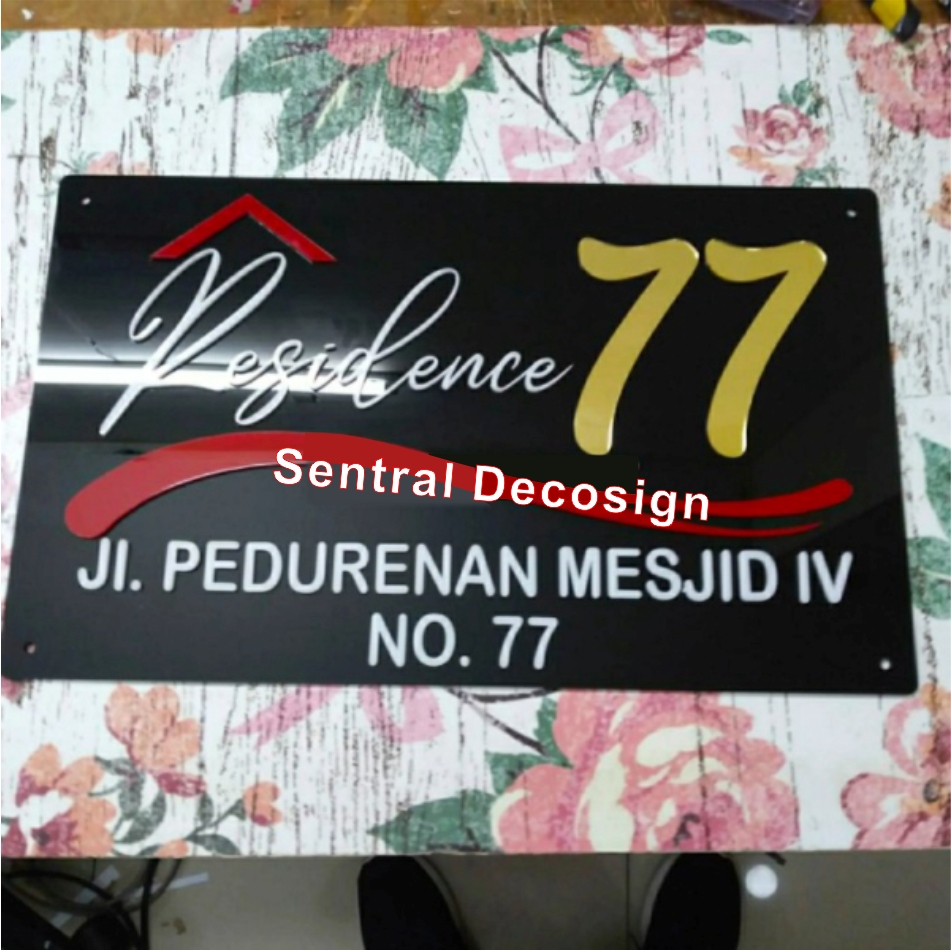 Residence 77
Sentral Decosign
Jl. PEDURENAN MESJID IV
NO. 77